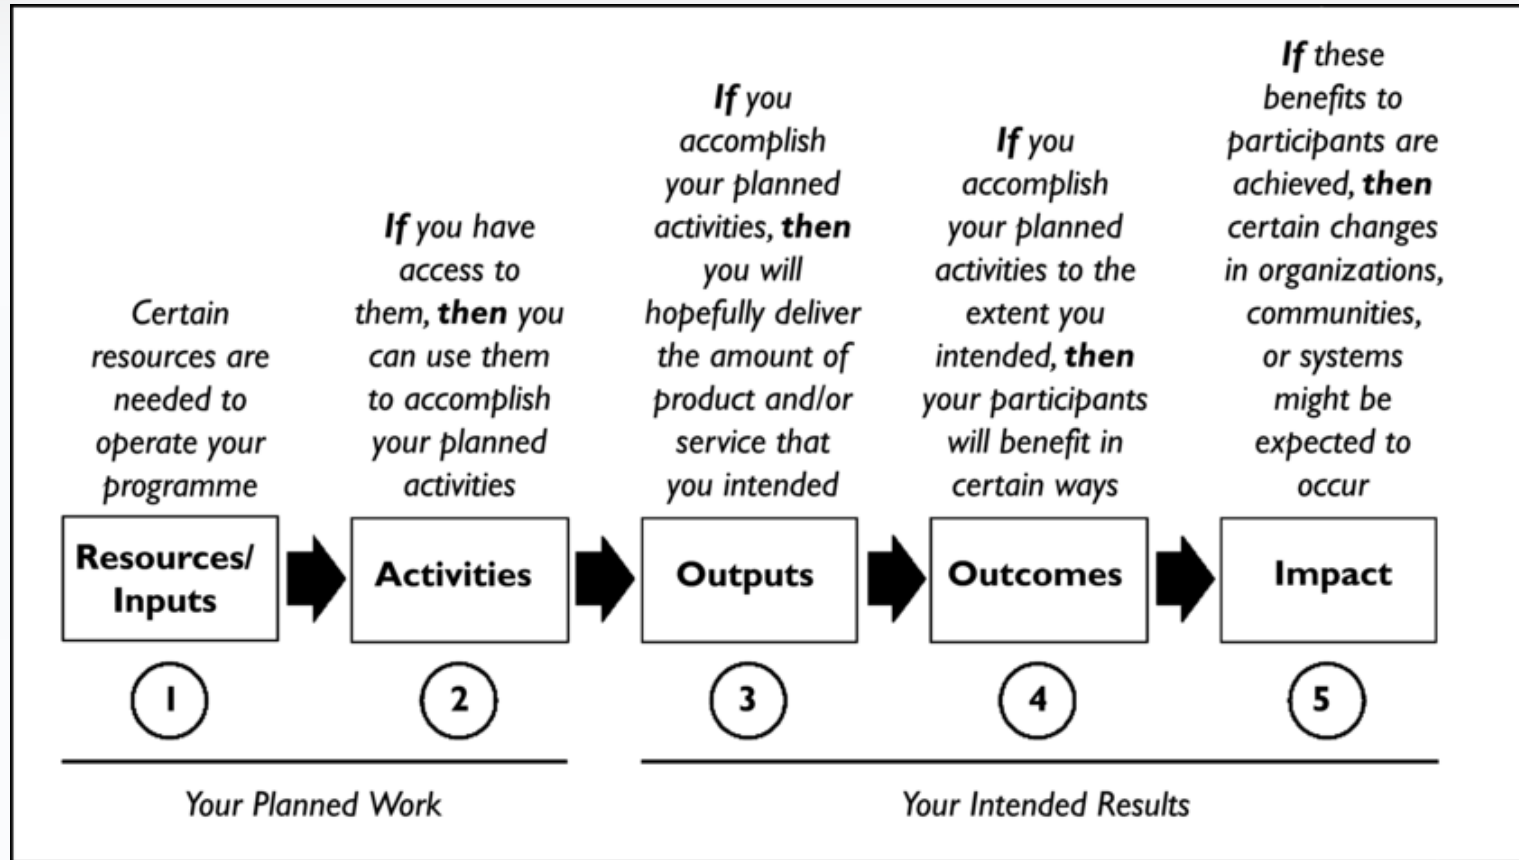 Certain
resources are
needed to
operate your
programme
If you have
access to
them, then you
can use them
to accomplish
your planned
activities
If you
accomplish
your planned
activities, then
you will
hopefully deliver
the amount of
product and/or
service that
you intended
If you
accomplish
your planned
activities to the
extent you
intended, then
your participants
will benefit in
certain ways
If these
benefits to
participants are
achieved, then
certain changes
in organizations,
communities,
or systems
might be
expected to
occur
Resources/
Inputs
Activities
Outputs
Outcomes
Impact
1
2
3
4
5
Your Planned Work
Your Intended Results